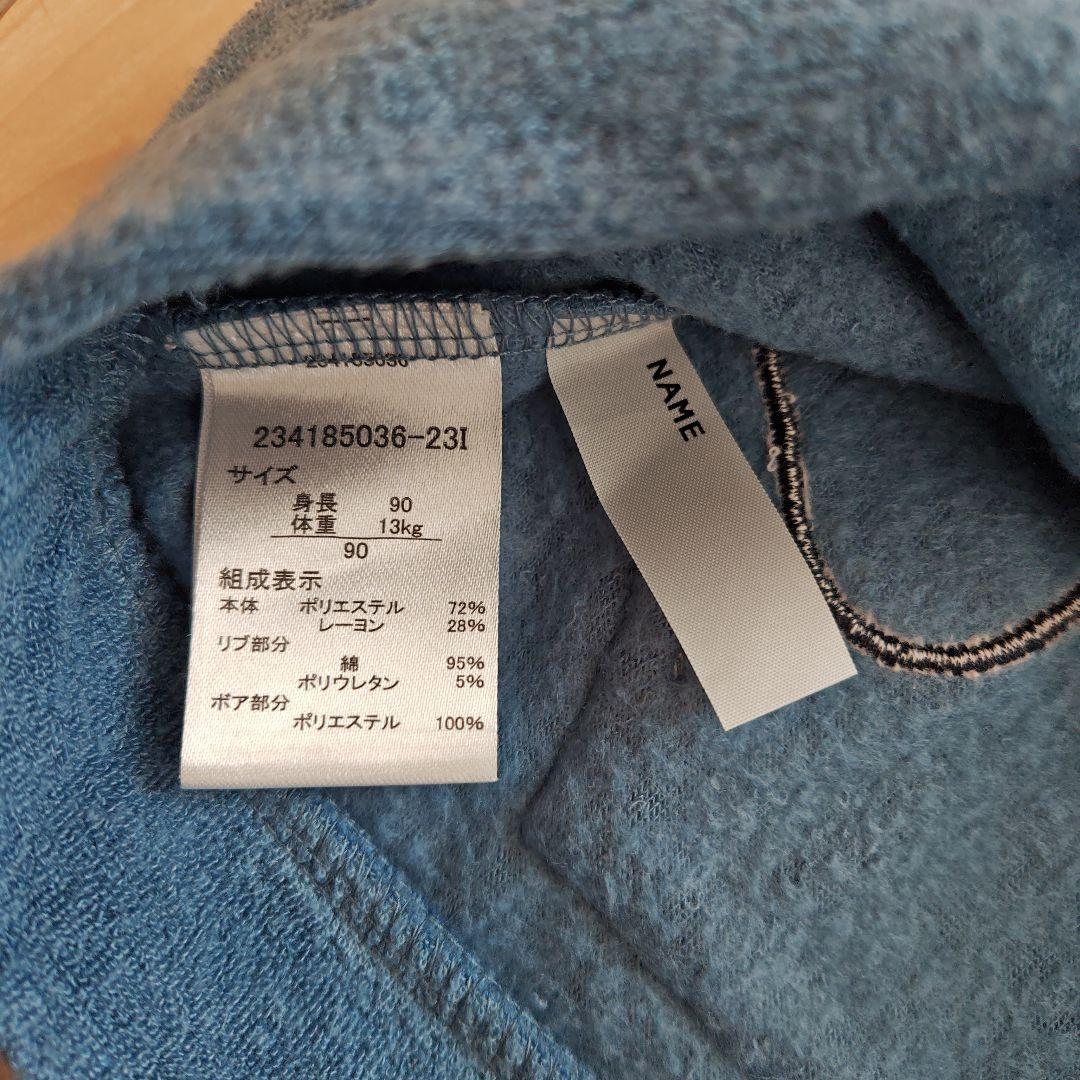 234185036
234185036-23I
サイズ
身長 90
体重 13kg
90
組成表示
本体 ポリエステル 72%
レーヨン 28%
リブ部分
綿 95%
ポリウレタン 5%
ボア部分
ポリエステル 100%
NAME